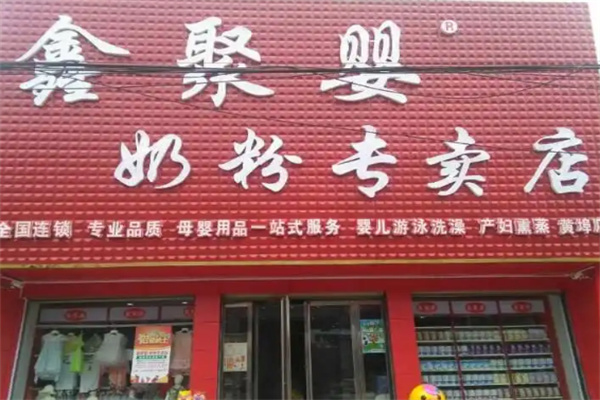 鑫聚婴®
奶粉专卖店
全国连锁 专业品质 母婴用品一站式服务 婴儿游泳洗澡 产妇熏蒸 黄埠